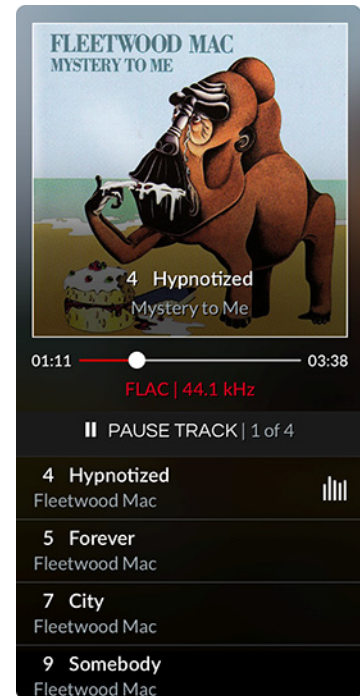 FLEETWOOD MAC
MYSTERY TO ME
4 Hypnotized
Mystery to Me
01:11 03:38
FLAC | 44.1 kHz
PAUSE TRACK | 1 of 4
4 Hypnotized
Fleetwood Mac
5 Forever
Fleetwood Mac
7 City
Fleetwood Mac
9 Somebody
Fleetwood Mac